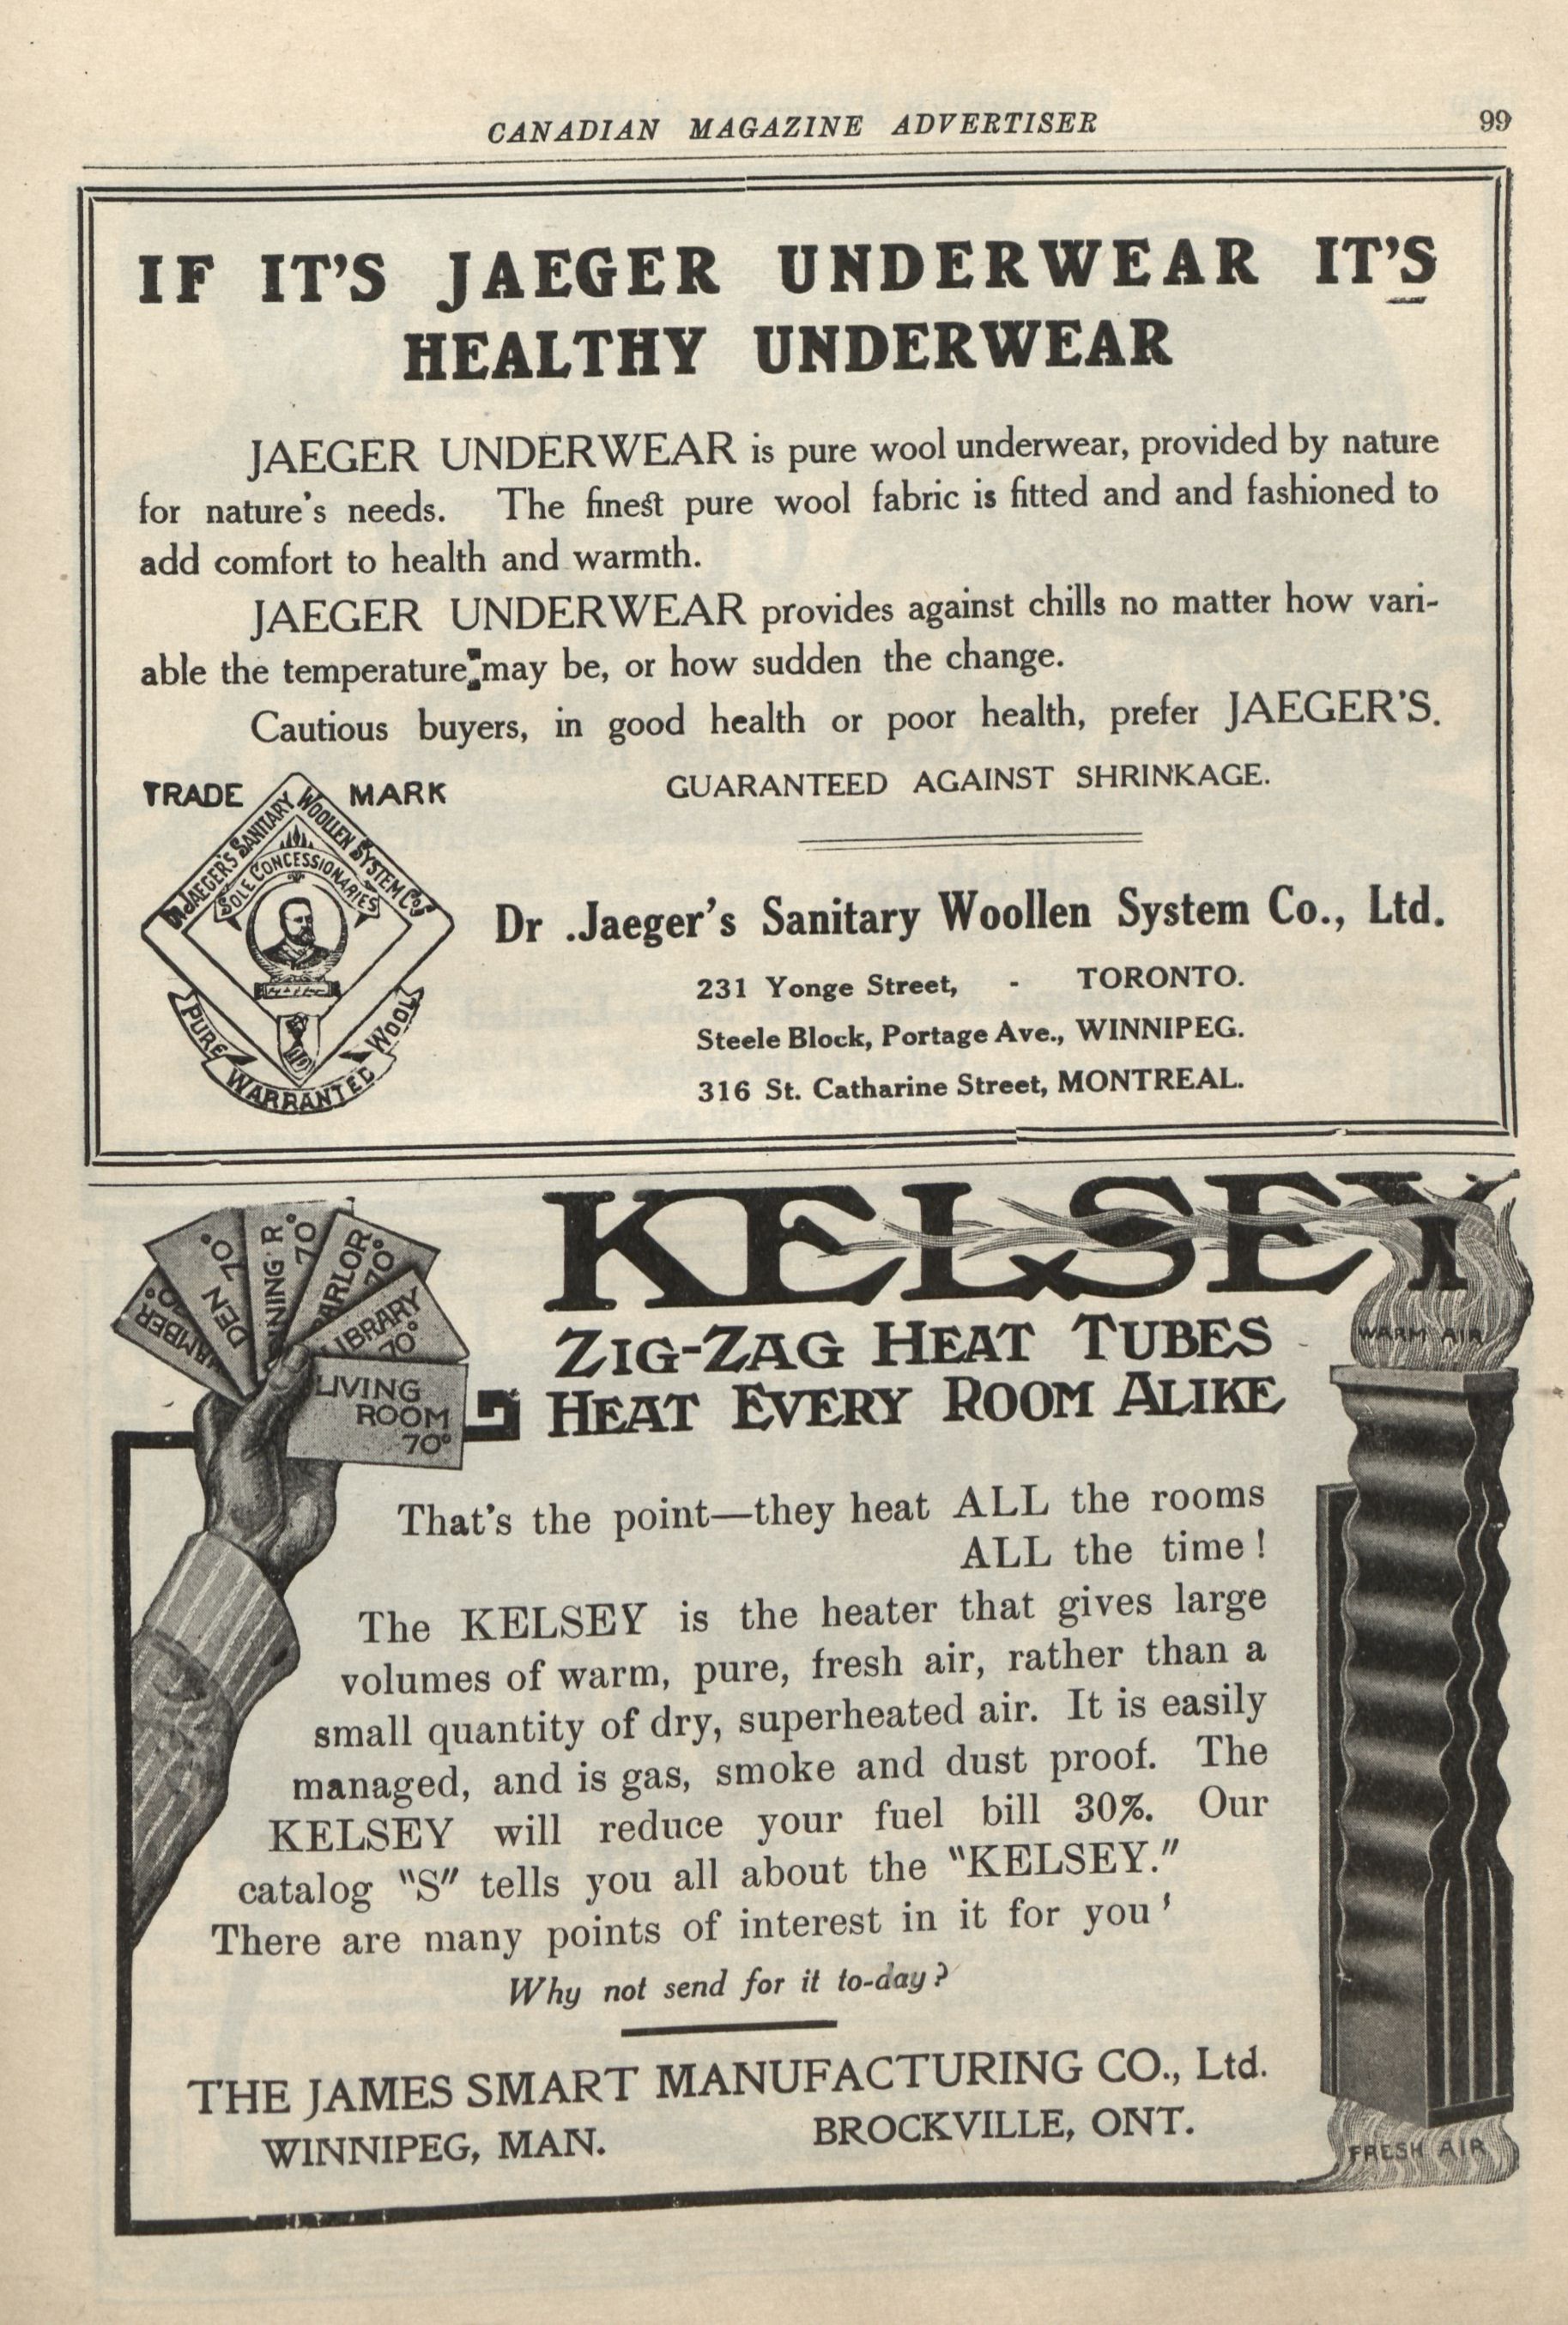 CANADIAN MAGAZINE ADVERTISER 99
IF IT'S JAEGER UNDERWEAR IT'S
HEALTHY UNDERWEAR
JAEGER UNDERWEAR is pure wool underwear, provided by nature
for nature's needs. The finest pure wool fabric is fitted and and fashioned to
add comfort to health and warmth.
JAEGER UNDERWEAR provides against chills no matter how vari-
able the temperature may be, or how sudden the change.
Cautious buyers, in good health or poor health, prefer JAEGER'S.
GUARANTEED AGAINST SHRINKAGE.
TRADE MARK
DR JAEGER'S SANITARY WOOLLEN SYSTEM CO'S
SOLE CONCESSIONARIES
PURE WARRANTED WOOL
Dr .Jaeger's Sanitary Woollen System Co., Ltd.
231 Yonge Street, - TORONTO.
Steele Block, Portage Ave., WINNIPEG.
316 St. Catharine Street, MONTREAL.
KELSEY
ZIG-ZAG HEAT TUBES
HEAT EVERY ROOM ALIKE
AMBER 70°
DEN 70°
NING R. 70°
ARLOR 70°
LIBRARY 70°
LIVING
ROOM
70°
WARM AIR
That's the point—they heat ALL the rooms
ALL the time!
The KELSEY is the heater that gives large
volumes of warm, pure, fresh air, rather than a
small quantity of dry, superheated air. It is easily
managed, and is gas, smoke and dust proof. The
KELSEY will reduce your fuel bill 30%. Our
catalog "S" tells you all about the "KELSEY."
There are many points of interest in it for you'
Why not send for it to-day?
THE JAMES SMART MANUFACTURING CO., Ltd.
WINNIPEG, MAN. BROCKVILLE, ONT.
FRESH AIR